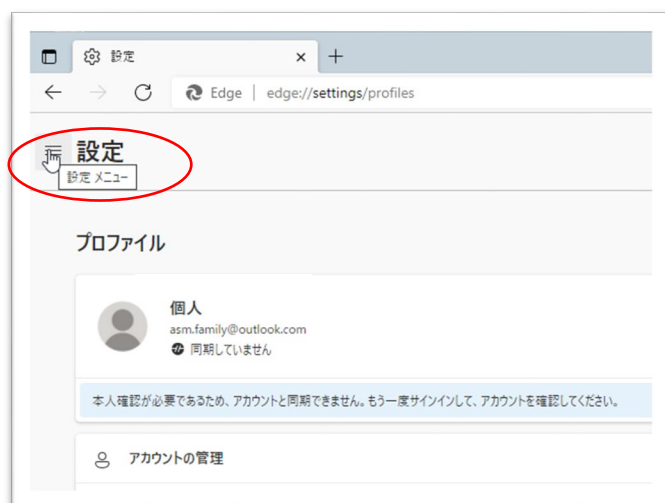 設定
Edge | edge://settings/profiles
設定
設定 メニュー
プロファイル
個人
asm.family@outlook.com
同期していません
本人確認が必要であるため、アカウントと同期できません。もう一度サインインして、アカウントを確認してください。
アカウントの管理